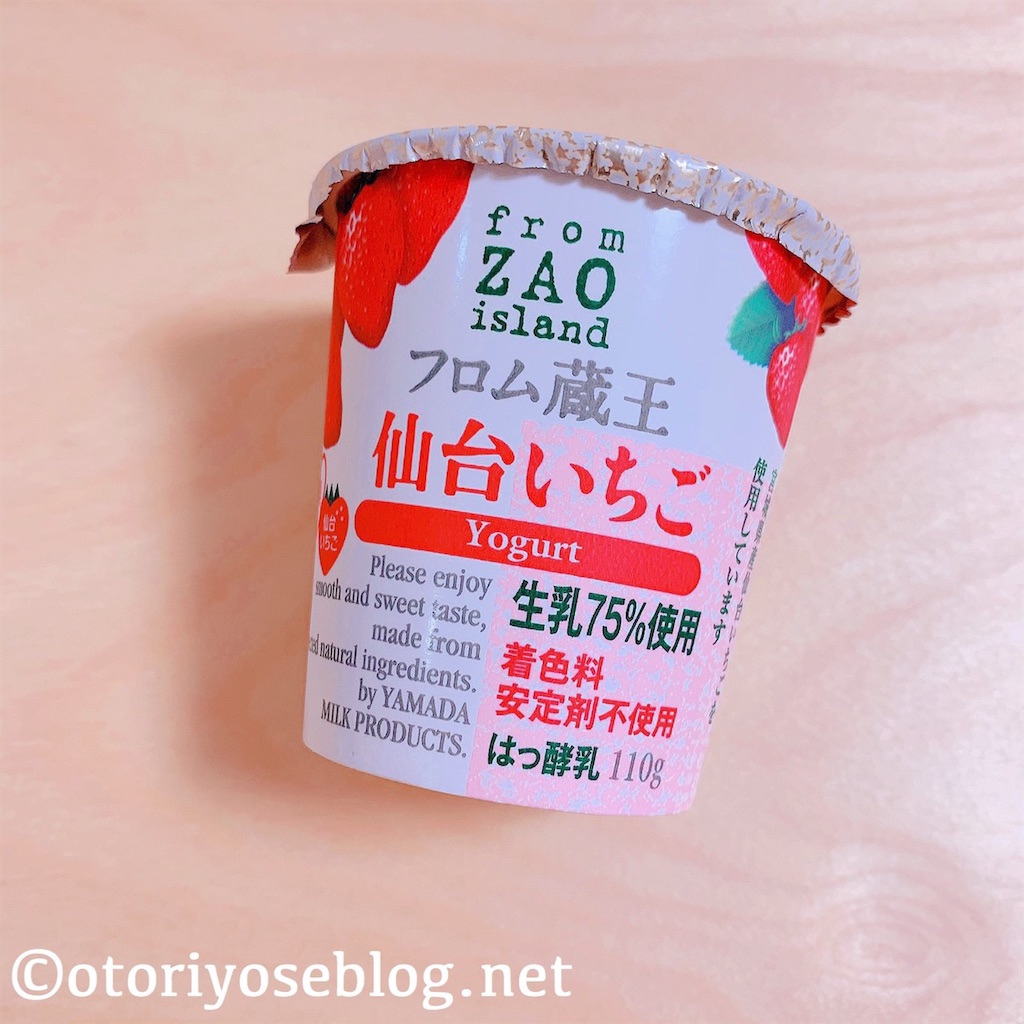 from
ZAO
island
フロム蔵王
仙台いちご
Yogurt
仙台
いちご
Please enjoy
smooth and sweet taste,
made from
natural ingredients.
by YAMADA
MILK PRODUCTS.
生乳75%使用
着色料
安定剤不使用
はっ酵乳 110g
使用しています
©otoriyoseblog.net